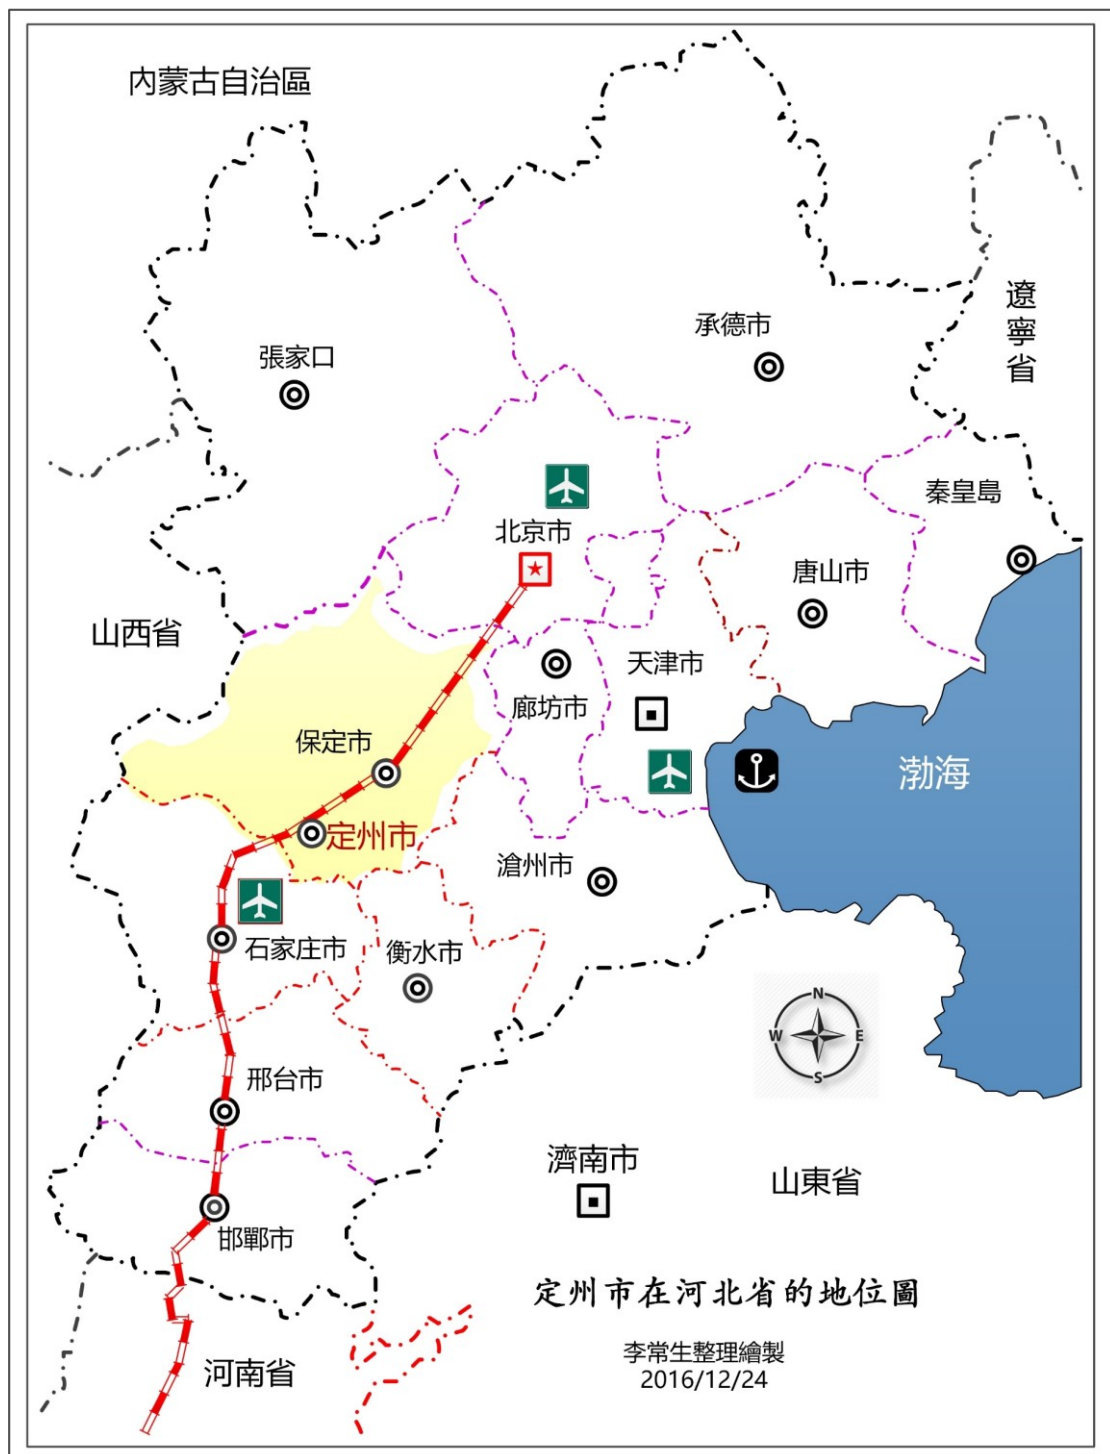 內蒙古自治區
遼寧省
承德市
張家口
秦皇島
北京市
唐山市
山西省
天津市
廊坊市
保定市
渤海
定州市
滄州市
石家庄市
衡水市
N
W
E
S
邢台市
濟南市
山東省
邯鄲市
定州市在河北省的地位圖
李常生整理繪製
2016/12/24
河南省